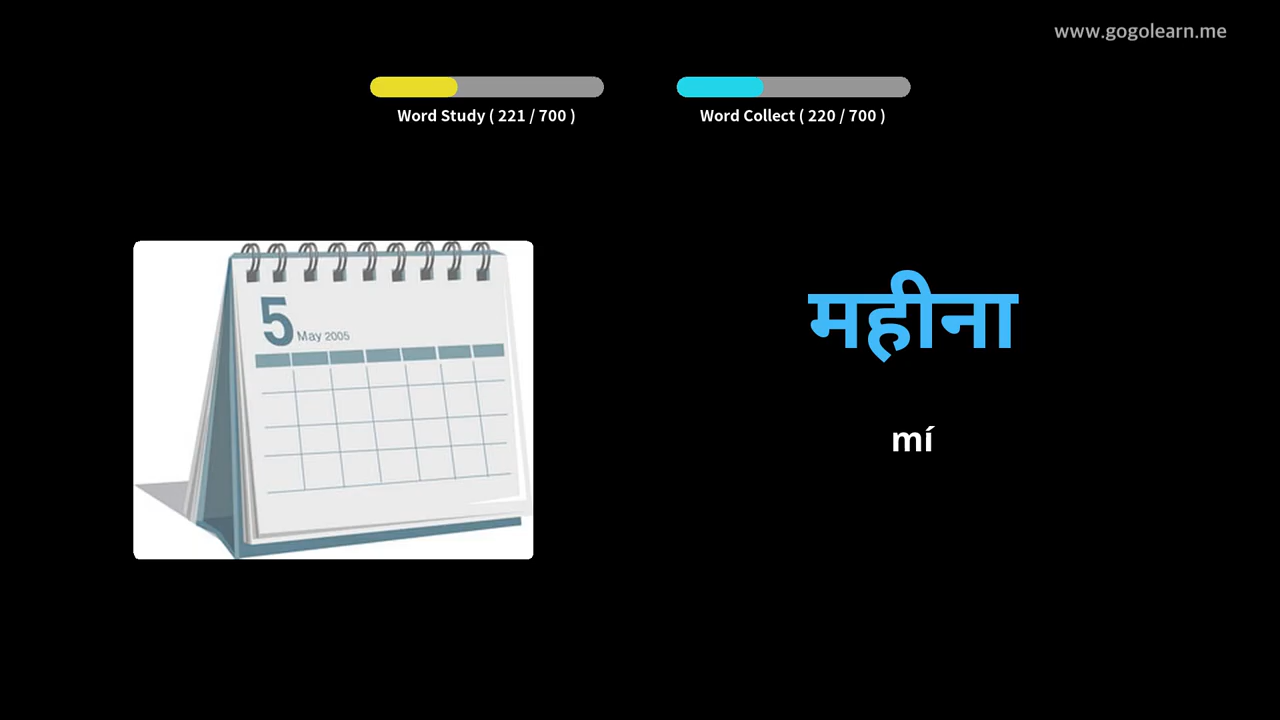 www.gogolearn.me
Word Study ( 221 / 700 )
Word Collect ( 220 / 700 )
5 May 2005
महीना
mí